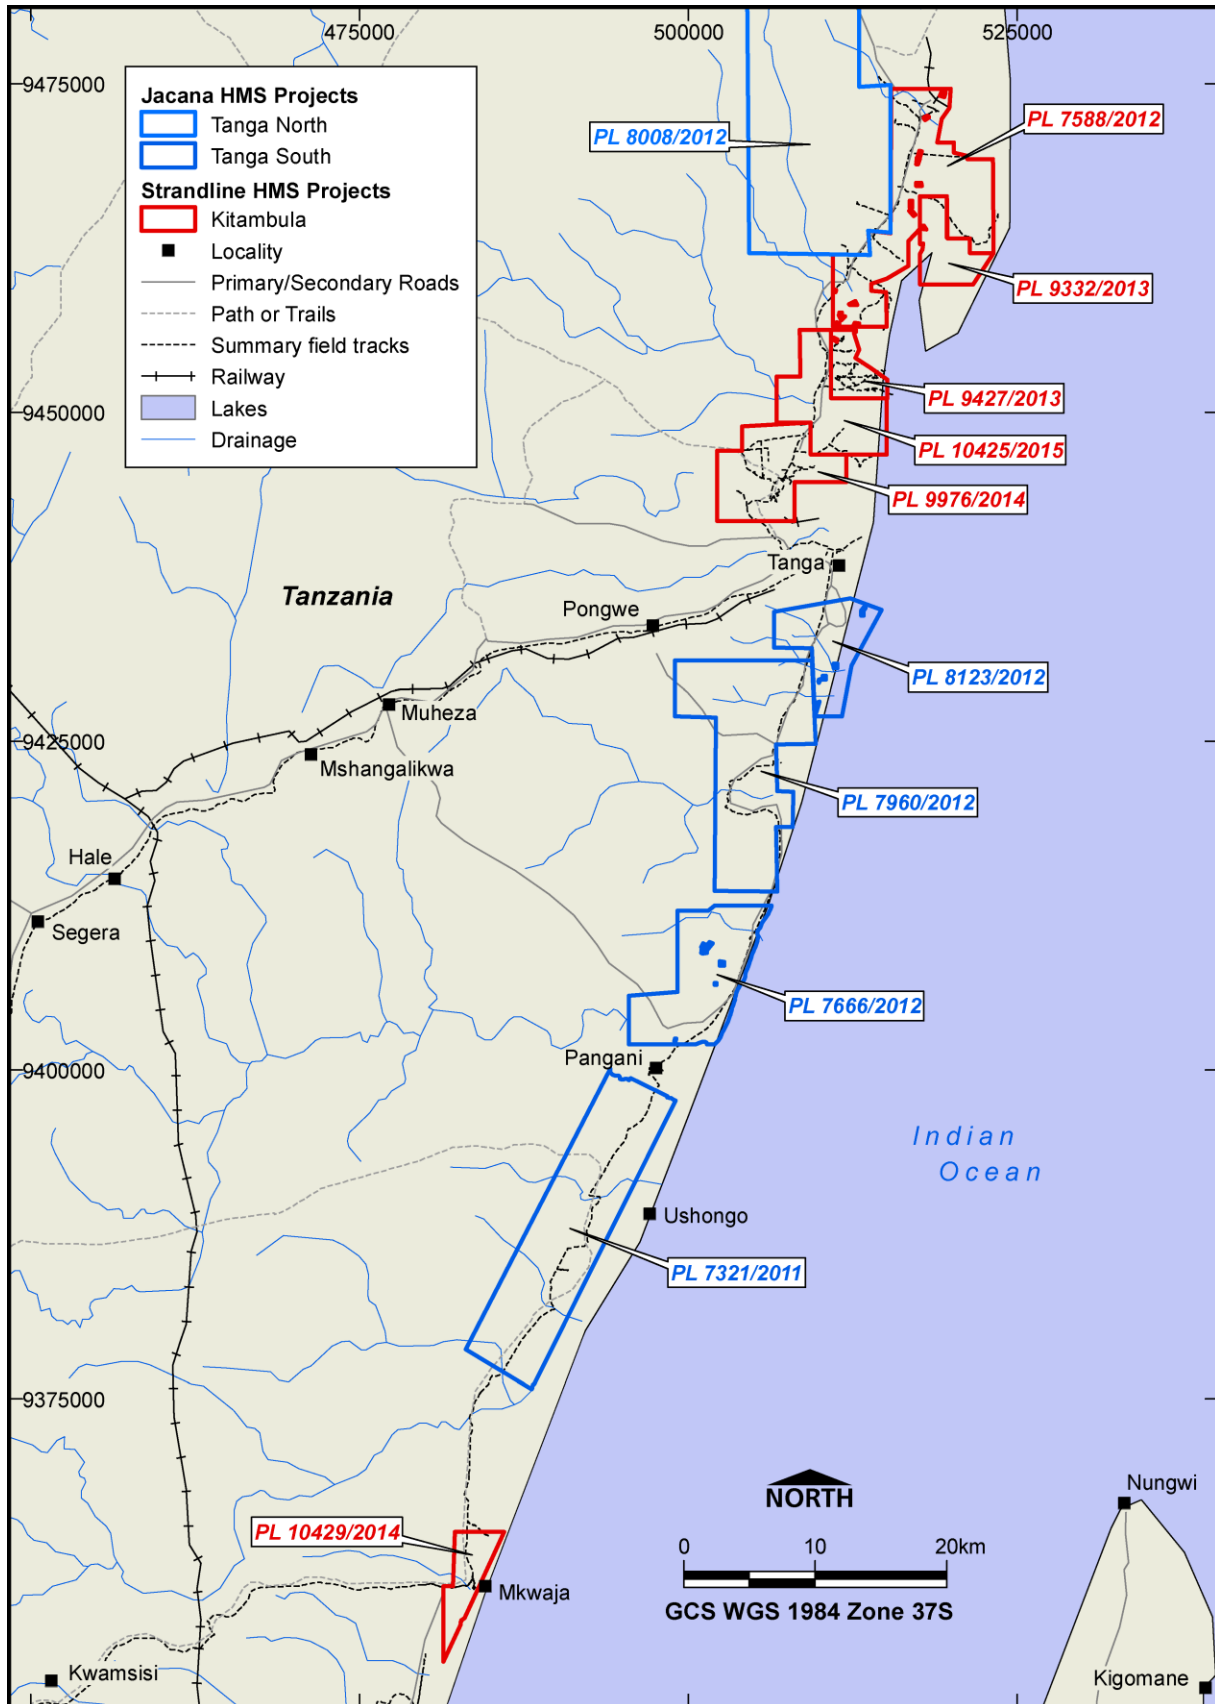 475000
500000
525000
9475000
9450000
9425000
9400000
9375000
Jacana HMS Projects
Tanga North
Tanga South
Strandline HMS Projects
Kitambula
Locality
Primary/Secondary Roads
Path or Trails
Summary field tracks
Railway
Lakes
Drainage
PL 8008/2012
PL 7588/2012
PL 9332/2013
PL 9427/2013
PL 10425/2015
PL 9976/2014
Tanga
Tanzania
Pongwe
PL 8123/2012
Muheza
Mshangalikwa
PL 7960/2012
Hale
Segera
PL 7666/2012
Pangani
Indian
Ocean
Ushongo
PL 7321/2011
NORTH
Nungwi
PL 10429/2014
0
10
20km
Mkwaja
GCS WGS 1984 Zone 37S
Kwamsisi
Kigomane